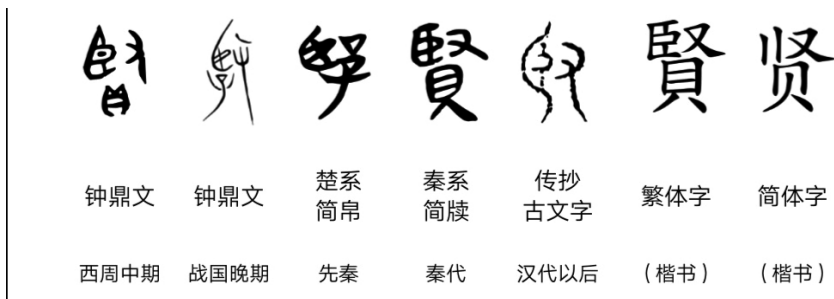 賢 贤
钟鼎文 钟鼎文 楚系简帛 秦系简牍 传抄古文字 繁体字 简体字
西周中期 战国晚期 先秦 秦代 汉代以后 (楷书) (楷书)